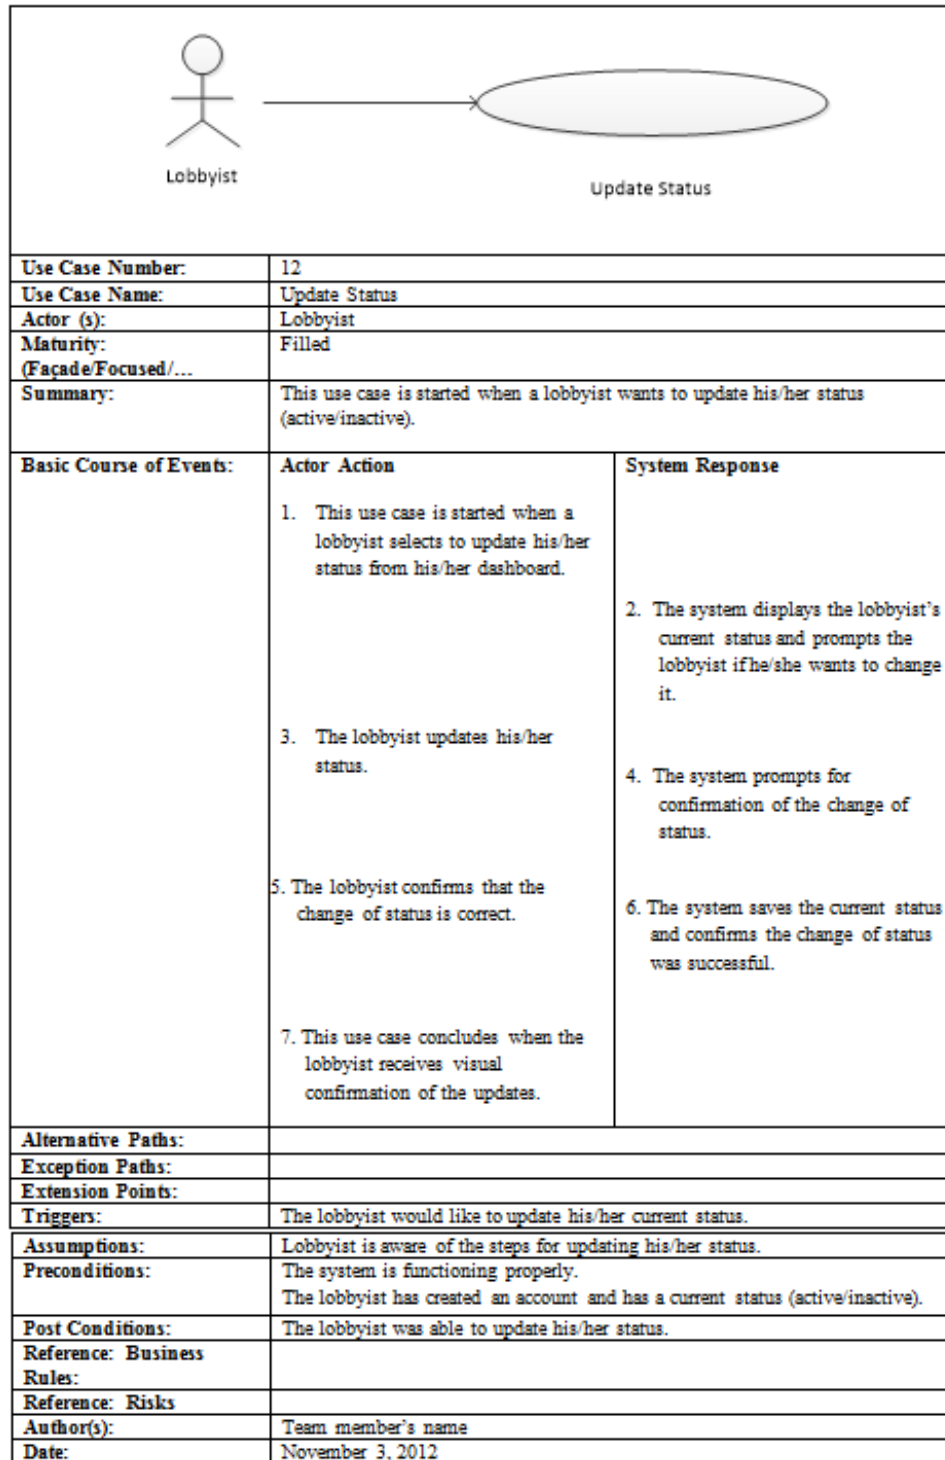 Lobbyist
Update Status
Use Case Number:
12
Use Case Name:
Update Status
Actor (s):
Lobbyist
Maturity:
(Façade/Focused/...
Filled
Summary:
This use case is started when a lobbyist wants to update his/her status
(active/inactive).
Basic Course of Events:
Actor Action
System Response
1. This use case is started when a
lobbyist selects to update his/her
status from his/her dashboard.
2. The system displays the lobbyist's
current status and prompts the
lobbyist if he/she wants to change
it.
3. The lobbyist updates his/her
status.
4. The system prompts for
confirmation of the change of
status.
5. The lobbyist confirms that the
change of status is correct.
6. The system saves the current status
and confirms the change of status
was successful.
7. This use case concludes when the
lobbyist receives visual
confirmation of the updates.
Alternative Paths:
Exception Paths:
Extension Points:
Triggers:
The lobbyist would like to update his/her current status.
Assumptions:
Lobbyist is aware of the steps for updating his/her status.
Preconditions:
The system is functioning properly.
The lobbyist has created an account and has a current status (active/inactive).
Post Conditions:
The lobbyist was able to update his/her status.
Reference: Business
Rules:
Reference: Risks
Author(s):
Team member's name
Date:
November 3, 2012